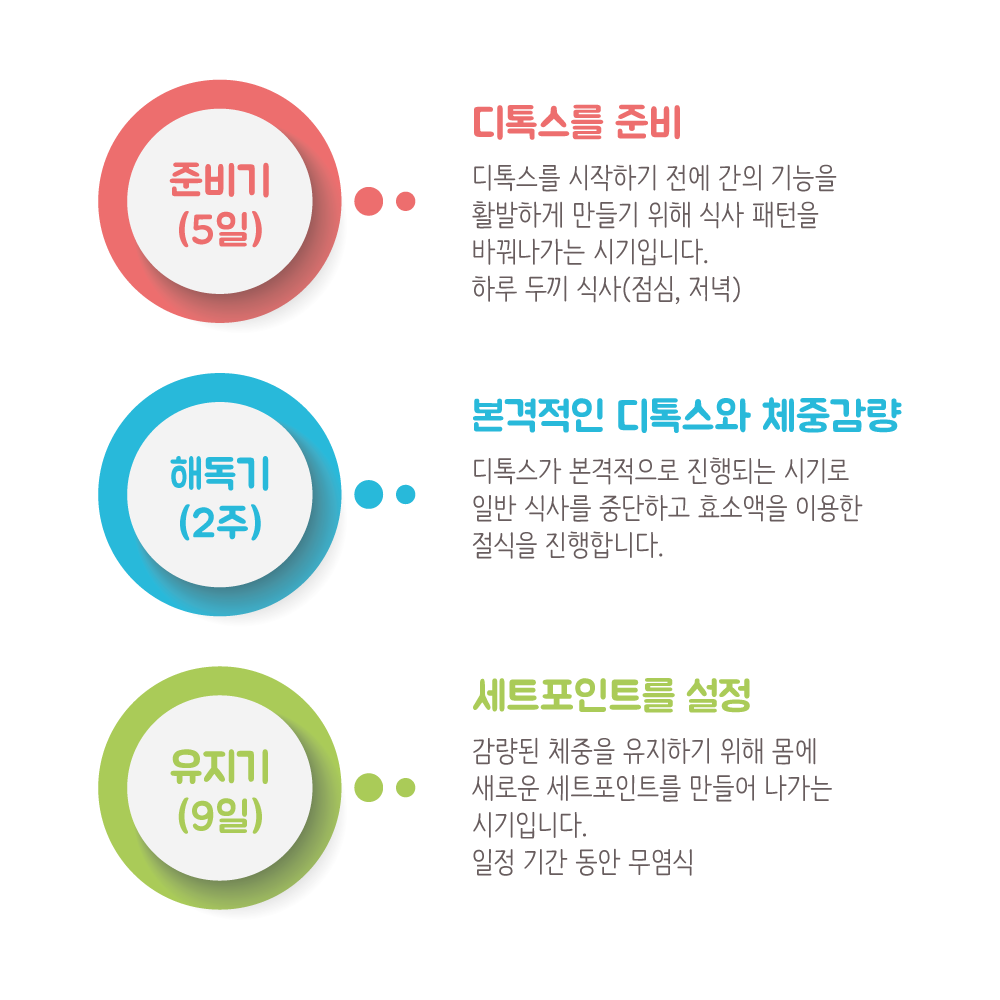 준비기
(5일)
디톡스를 준비
디톡스를 시작하기 전에 간의 기능을
활발하게 만들기 위해 식사 패턴을
바꿔나가는 시기입니다.
하루 두끼 식사(점심, 저녁)
해독기
(2주)
본격적인 디톡스와 체중감량
디톡스가 본격적으로 진행되는 시기로
일반 식사를 중단하고 효소액을 이용한
절식을 진행합니다.
유지기
(9일)
세트포인트를 설정
감량된 체중을 유지하기 위해 몸에
새로운 세트포인트를 만들어 나가는
시기입니다.
일정 기간 동안 무염식